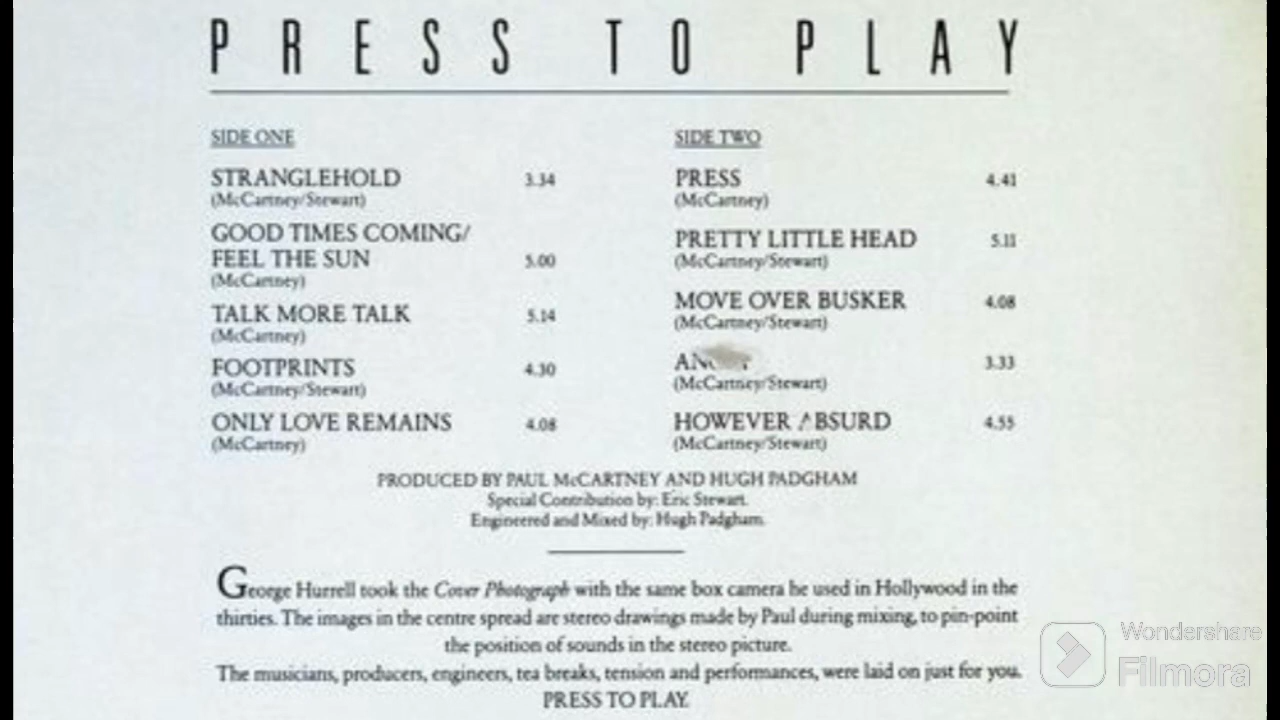 PRESS TO PLAY
SIDE ONE
STRANGLEHOLD 3.34
(McCartney/Stewart)
GOOD TIMES COMING/
FEEL THE SUN 5.00
(McCartney)
TALK MORE TALK 5.14
(McCartney)
FOOTPRINTS 4.30
(McCartney/Stewart)
ONLY LOVE REMAINS 4.08
(McCartney)
SIDE TWO
PRESS 4.41
(McCartney)
PRETTY LITTLE HEAD 5.11
(McCartney/Stewart)
MOVE OVER BUSKER 4.08
(McCartney/Stewart)
3.33
(McCartney/Stewart)
HOWEVER ABSURD 4.55
(McCartney/Stewart)
PRODUCED BY PAUL McCARTNEY AND HUGH PADGHAM
Special Contribution by: Eric Stewart.
Engineered and Mixed by: Hugh Padgham.
George Hurrell took the Cover Photograph with the same box camera he used in Hollywood in the
thirties. The images in the centre spread are stereo drawings made by Paul during mixing, to pin-point
the position of sounds in the stereo picture.
The musicians, producers, engineers, tea breaks, tension and performances, were laid on just for you.
PRESS TO PLAY.
Wondershare
Filmora